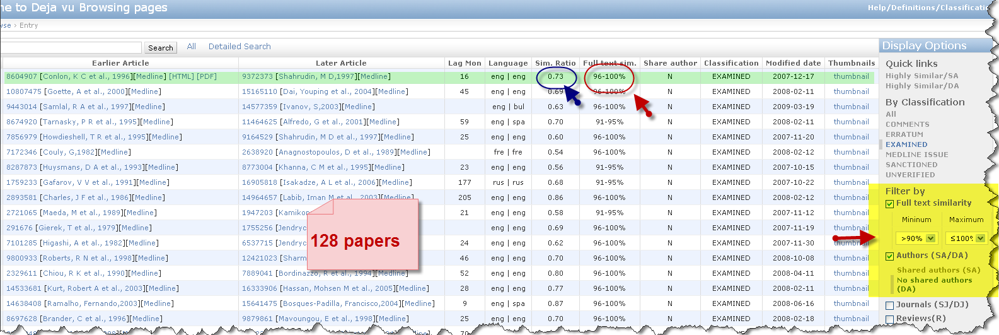 ne to Deja vu Browsing pages
Help/Definitions/Classificatio
wse > Entry
Search All Detailed Search
Display Options
Earlier Article Later Article Lag Mon Language Sim. Ratio Full text sim. Share author Classification Modified date Thumbnails
8604907 [Conlon, K C et al., 1996][Medline] [HTML] [PDF] 9372373 [Shahrudin, M D,1997][Medline] 16 eng | eng 0.73 96-100% N EXAMINED 2007-12-17 thumbnail
10807475 [Goette, A et al., 2000][Medline] 15165110 [Dai, Youping et al., 2004][Medline] 45 eng | eng 0.69 96-100% N EXAMINED 2008-02-11 thumbnail
9443014 [Samlal, R A et al., 1997][Medline] 14577359 [Ivanov, S,2003][Medline] eng | bul 0.63 96-100% N EXAMINED 2009-03-19 thumbnail
8674920 [Tarnasky, P R et al., 1995][Medline] 11464625 [Alfredo, G et al., 2001][Medline] 59 eng | spa 0.70 91-95% N EXAMINED 2008-02-11 thumbnail
7856979 [Howdieshell, T R et al., 1995][Medline] 9164529 [Shahrudin, M D et al., 1997][Medline] 25 eng | eng 0.60 96-100% N EXAMINED 2007-11-20 thumbnail
7172346 [Couly, G,1982][Medline] 2638920 [Anagnostopoulos, D et al., 1989][Medline] fre | fre 0.54 96-100% N EXAMINED 2008-02-12 thumbnail
8287873 [Huysmans, D A et al., 1993][Medline] 8773004 [Khanna, C M et al., 1995][Medline] 23 eng | eng 0.56 91-95% N EXAMINED 2007-10-15 thumbnail
1759233 [Gafarov, V V et al., 1991][Medline] 16905818 [Isakadze, A L et al., 2006][Medline] 177 rus | rus 0.68 91-95% N EXAMINED 2007-10-22 thumbnail
2893581 [Charles, J F et al., 1986][Medline] 14964657 [Labib, Iman M et al., 2003][Medline] 205 eng | eng 0.86 96-100% N EXAMINED 2008-02-12 thumbnail
2721065 [Maeda, M et al., 1989][Medline] 1947203 [Kamikon 21 eng | eng 0.58 91-95% N EXAMINED 2008-11-12 thumbnail
291676 [Gierek, T et al., 1979][Medline] 1755256 [Jendryc eng | eng 0.69 96-100% N EXAMINED 2007-11-19 thumbnail
7101285 [Higashi, A et al., 1982][Medline] 6537715 [Jendryc 24 eng | eng 0.62 96-100% N EXAMINED 2007-11-30 thumbnail
9800933 [Roberts, R N et al., 1998][Medline] 12421023 [Sharm 46 eng | eng 0.70 96-100% N EXAMINED 2008-10-08 thumbnail
2329611 [Chiou, R K et al., 1990][Medline] 7889041 [Bordinazzo, R et al., 1994][Medline] 52 eng | eng 0.80 96-100% N EXAMINED 2008-04-11 thumbnail
14533681 [Kurt, Robert A et al., 2003][Medline] 16333906 [Hassan, Mohsen M et al., 2005][Medline] 28 eng | eng 0.77 96-100% N EXAMINED 2008-02-11 thumbnail
14638408 [Ramalho, Fernando,2003][Medline] 15641475 [Bosques-Padilla, Francisco,2004][Medline] 9 eng | spa 0.87 96-100% N EXAMINED 2008-06-16 thumbnail
8697628 [Brander, C et al., 1996][Medline] 9879861 [Mavoungou, E et al., 1998][Medline] 25 eng | eng 0.70 96-100% N EXAMINED 2008-02-11 thumbnail
128 papers
Quick links
Highly Similar/SA
Highly Similar/DA
By Classification
All
COMMENTS
ERRATUM
EXAMINED
MEDLINE ISSUE
SANCTIONED
UNVERIFIED
Filter by
Full text similarity
Mininum Maximum
>90% ≤100%
Authors (SA/DA)
Shared authors (SA)
No shared authors
(DA)
Journals (SJ/DJ)
Reviews(R)